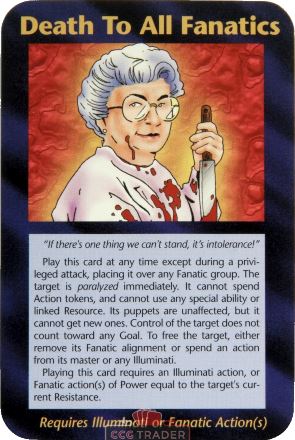 Death To All Fanatics
"If there's one thing we can't stand, it's intolerance!"
Play this card at any time except during a privi-
leged attack, placing it over any Fanatic group. The
target is paralyzed immediately. It cannot spend
Action tokens, and cannot use any special ability or
linked Resource. Its puppets are unaffected, but it
cannot get new ones. Control of the target does not
count toward any Goal. To free the target, either
remove its Fanatic alignment or spend an action
from its master or any Illuminati.
Playing this card requires an Illuminati action, or
Fanatic action(s) of Power equal to the target's cur-
rent Resistance.
Requires Illuminati or Fanatic Action(s)
CCG TRADER